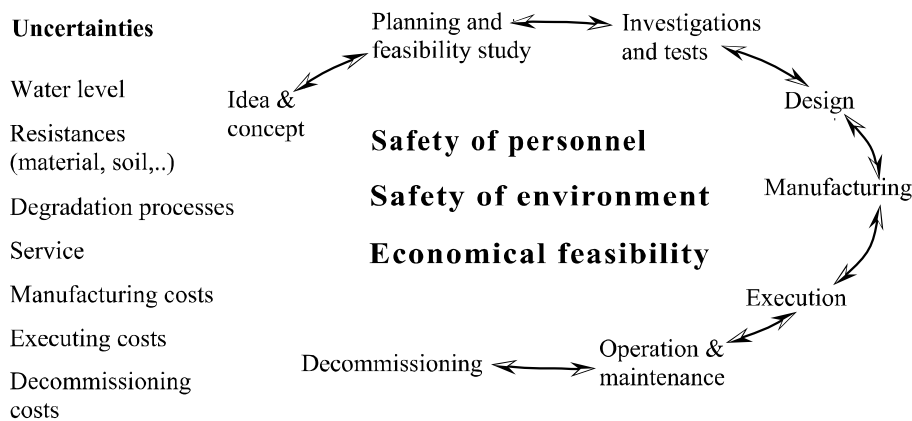 Uncertainties
Water level
Resistances
(material, soil,..)
Degradation processes
Service
Manufacturing costs
Executing costs
Decommissioning
costs
Idea &
concept
Planning and
feasibility study
Investigations
and tests
Design
Manufacturing
Execution
Operation &
maintenance
Decommissioning
Safety of personnel
Safety of environment
Economical feasibility